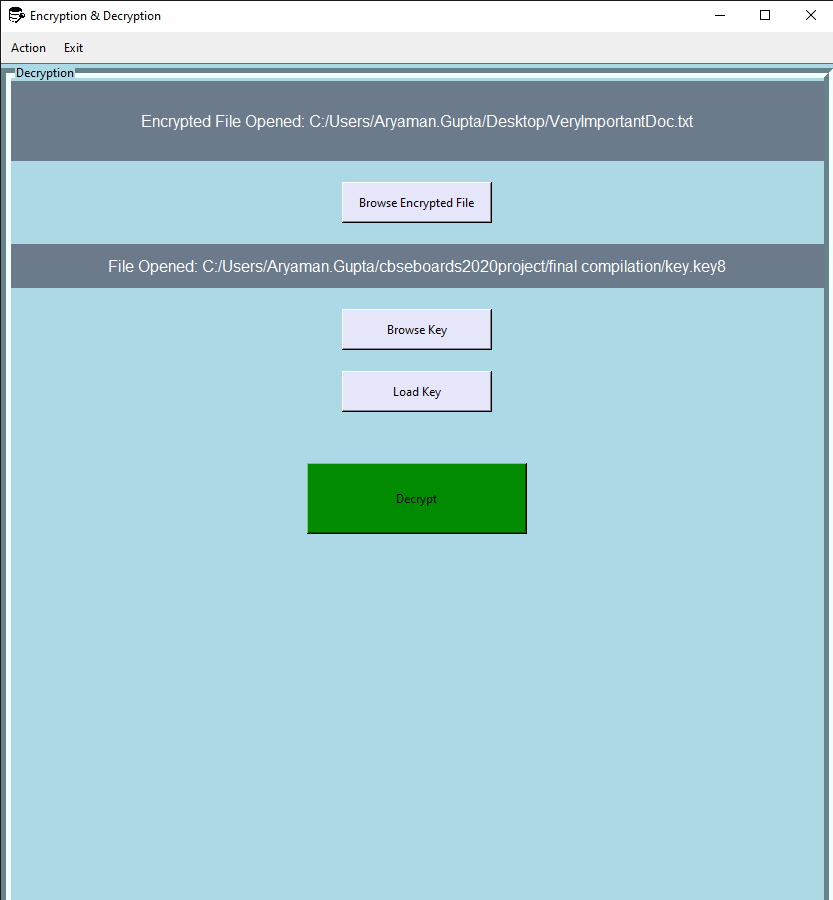 Encryption & Decryption
Action Exit
Decryption
Encrypted File Opened: C:/Users/Aryaman.Gupta/Desktop/VeryImportantDoc.txt
Browse Encrypted File
File Opened: C:/Users/Aryaman.Gupta/cbseboards2020project/final compilation/key.key8
Browse Key
Load Key
Decrypt